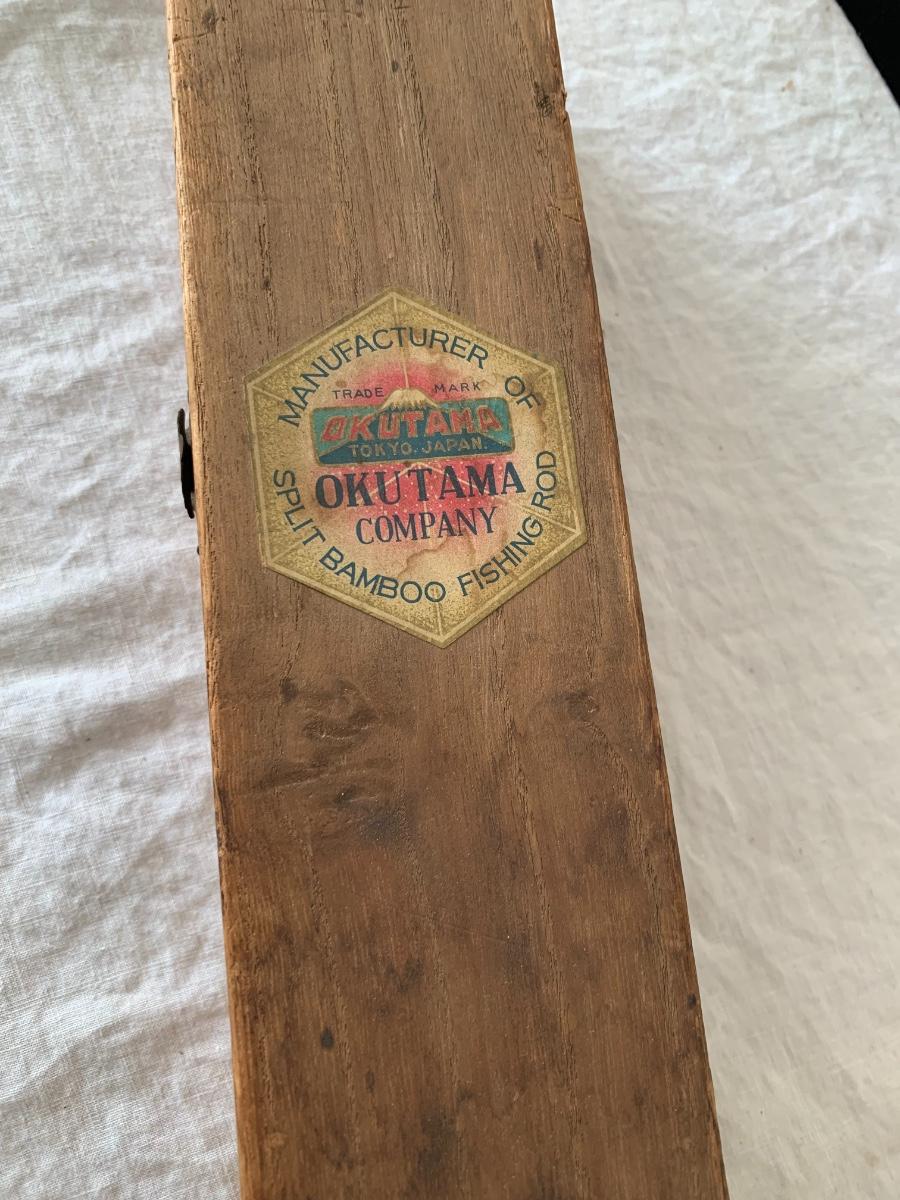 MANUFACTURER OF
TRADE MARK
OKUTAMA
TOKYO. JAPAN.
OKUTAMA
COMPANY
SPLIT BAMBOO FISHING ROD